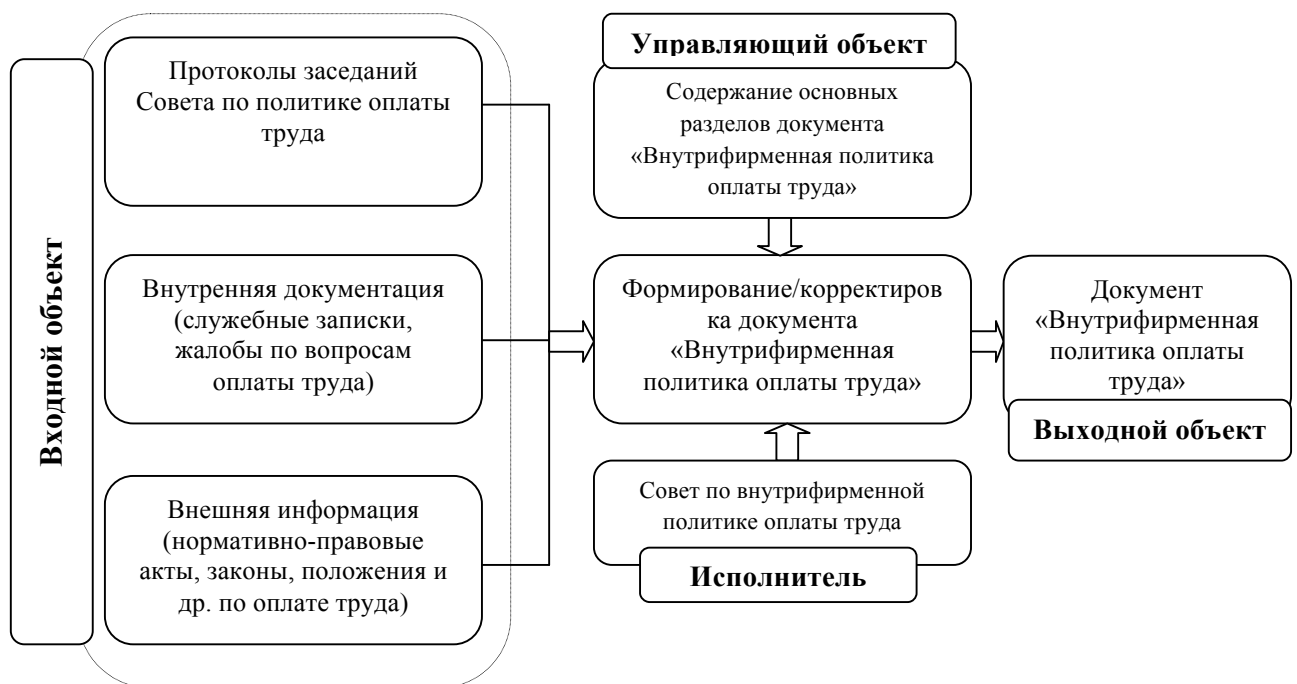 Входной объект
Протоколы заседаний
Совета по политике оплаты
труда
Внутренняя документация
(служебные записки,
жалобы по вопросам
оплаты труда)
Внешняя информация
(нормативно-правовые
акты, законы, положения и
др. по оплате труда)
Управляющий объект
Содержание основных
разделов документа
«Внутрифирменная политика
оплаты труда»
Формирование/корректиров
ка документа
«Внутрифирменная
политика оплаты труда»
Совет по внутрифирменной
политике оплаты труда
Исполнитель
Документ
«Внутрифирменная
политика оплаты
труда»
Выходной объект